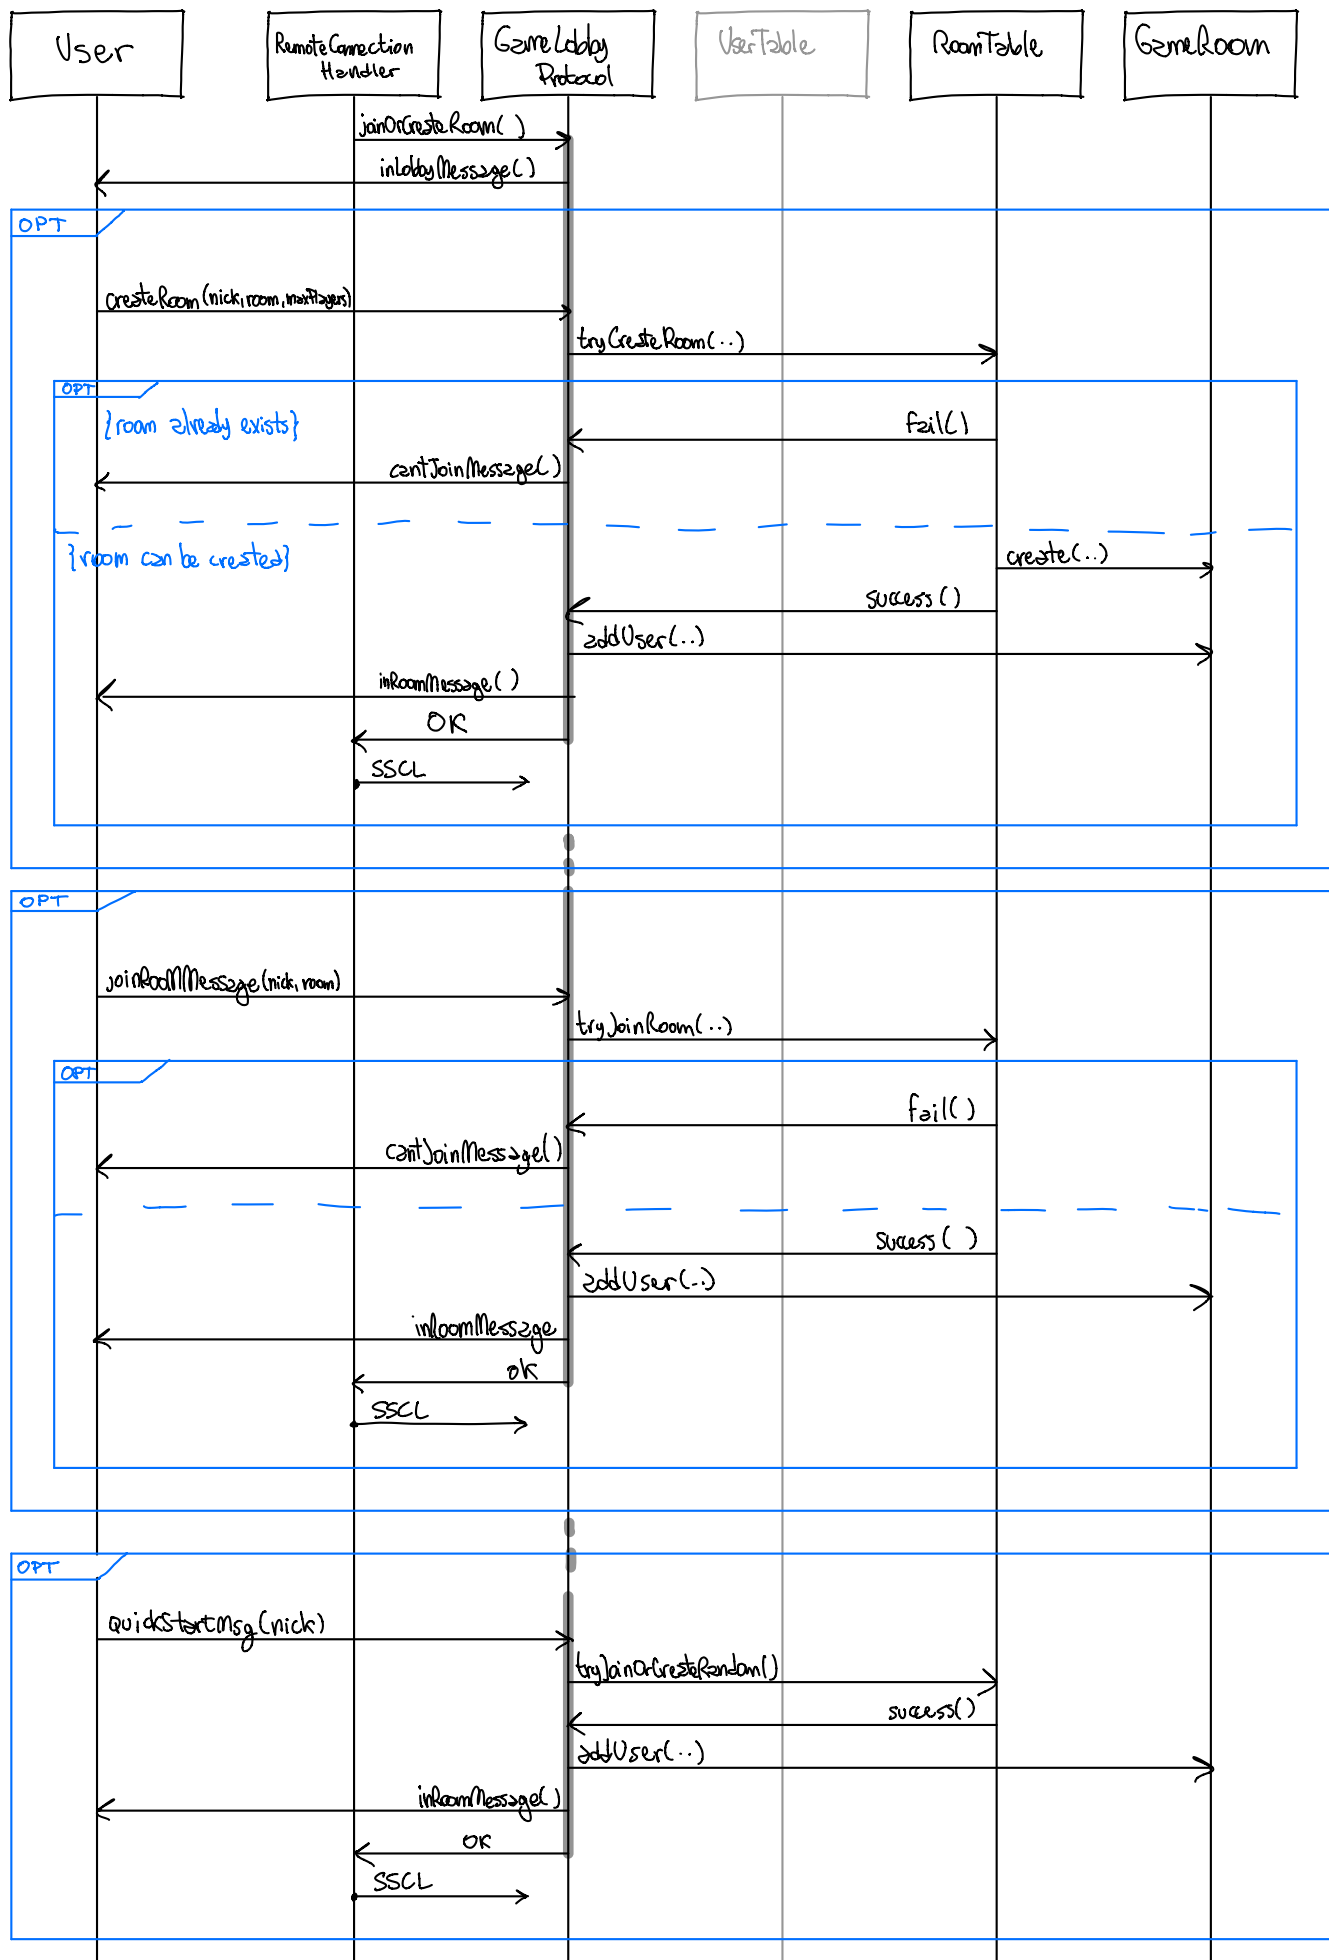 User
RemoteConnection
Handler
GameLobby
Protocol
UserTable
RoomTable
GameRoom
joinOrCreateRoom( )
inLobbyMessage( )
OPT
createRoom(nick, room, maxPlayers)
tryCreateRoom(..)
OPT
{room already exists}
fail( )
cantJoinMessage( )
{room can be created}
create(..)
success( )
addUser(..)
inRoomMessage( )
OK
SSCL
OPT
joinRooMMessage(nick, room)
tryJoinRoom(..)
OPT
fail( )
cantJoinMessage( )
success( )
addUser(..)
inRoomMessage
ok
SSCL
OPT
quickStartMsg(nick)
tryJoinOrCreateRandom()
success( )
addUser(..)
inRoomMessage( )
OK
SSCL